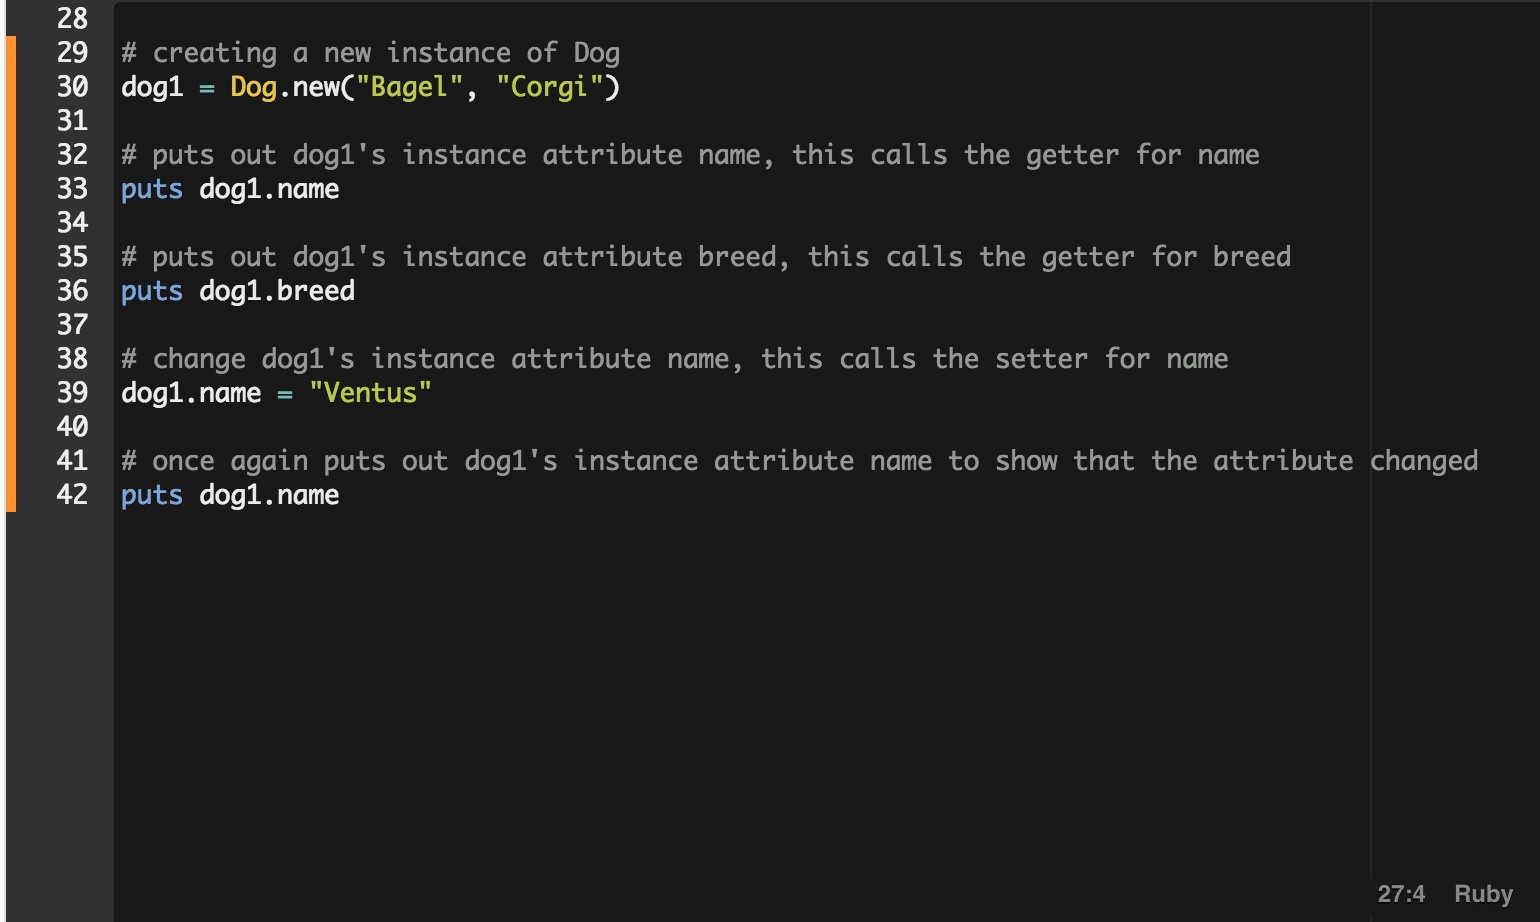 28
29 # creating a new instance of Dog
30 dog1 = Dog.new("Bagel", "Corgi")
31
32 # puts out dog1's instance attribute name, this calls the getter for name
33 puts dog1.name
34
35 # puts out dog1's instance attribute breed, this calls the getter for breed
36 puts dog1.breed
37
38 # change dog1's instance attribute name, this calls the setter for name
39 dog1.name = "Ventus"
40
41 # once again puts out dog1's instance attribute name to show that the attribute changed
42 puts dog1.name
27:4 Ruby